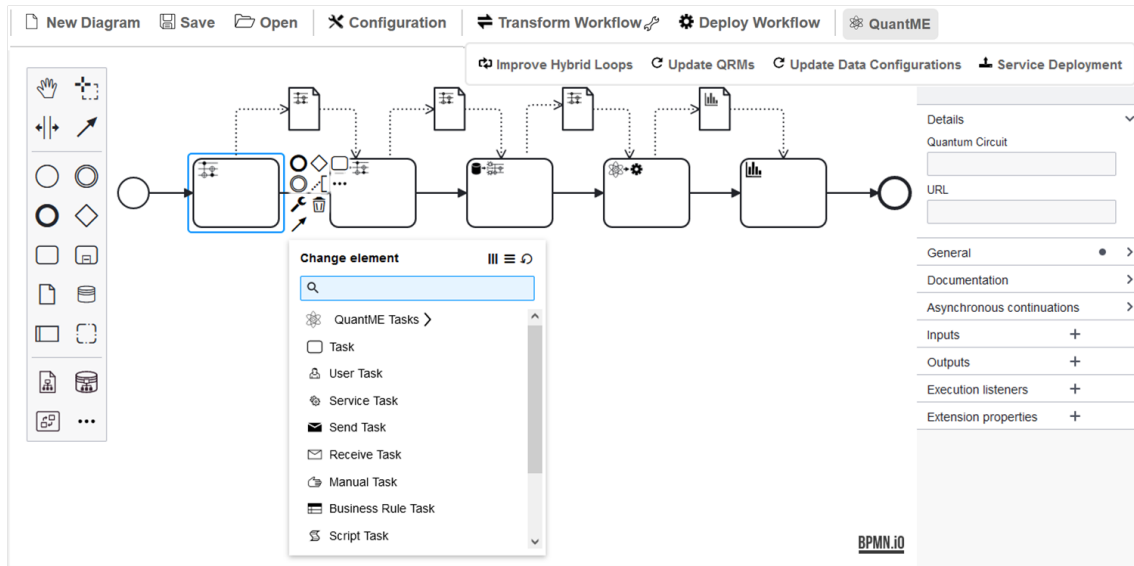 New Diagram Save Open Configuration Transform Workflow Deploy Workflow QuantME
Improve Hybrid Loops Update QRMs Update Data Configurations Service Deployment
Details
Quantum Circuit
URL
General
Documentation
Asynchronous continuations
Inputs
Outputs
Execution listeners
Extension properties
Change element
QuantME Tasks
Task
User Task
Service Task
Send Task
Receive Task
Manual Task
Business Rule Task
Script Task
BPMN.iO